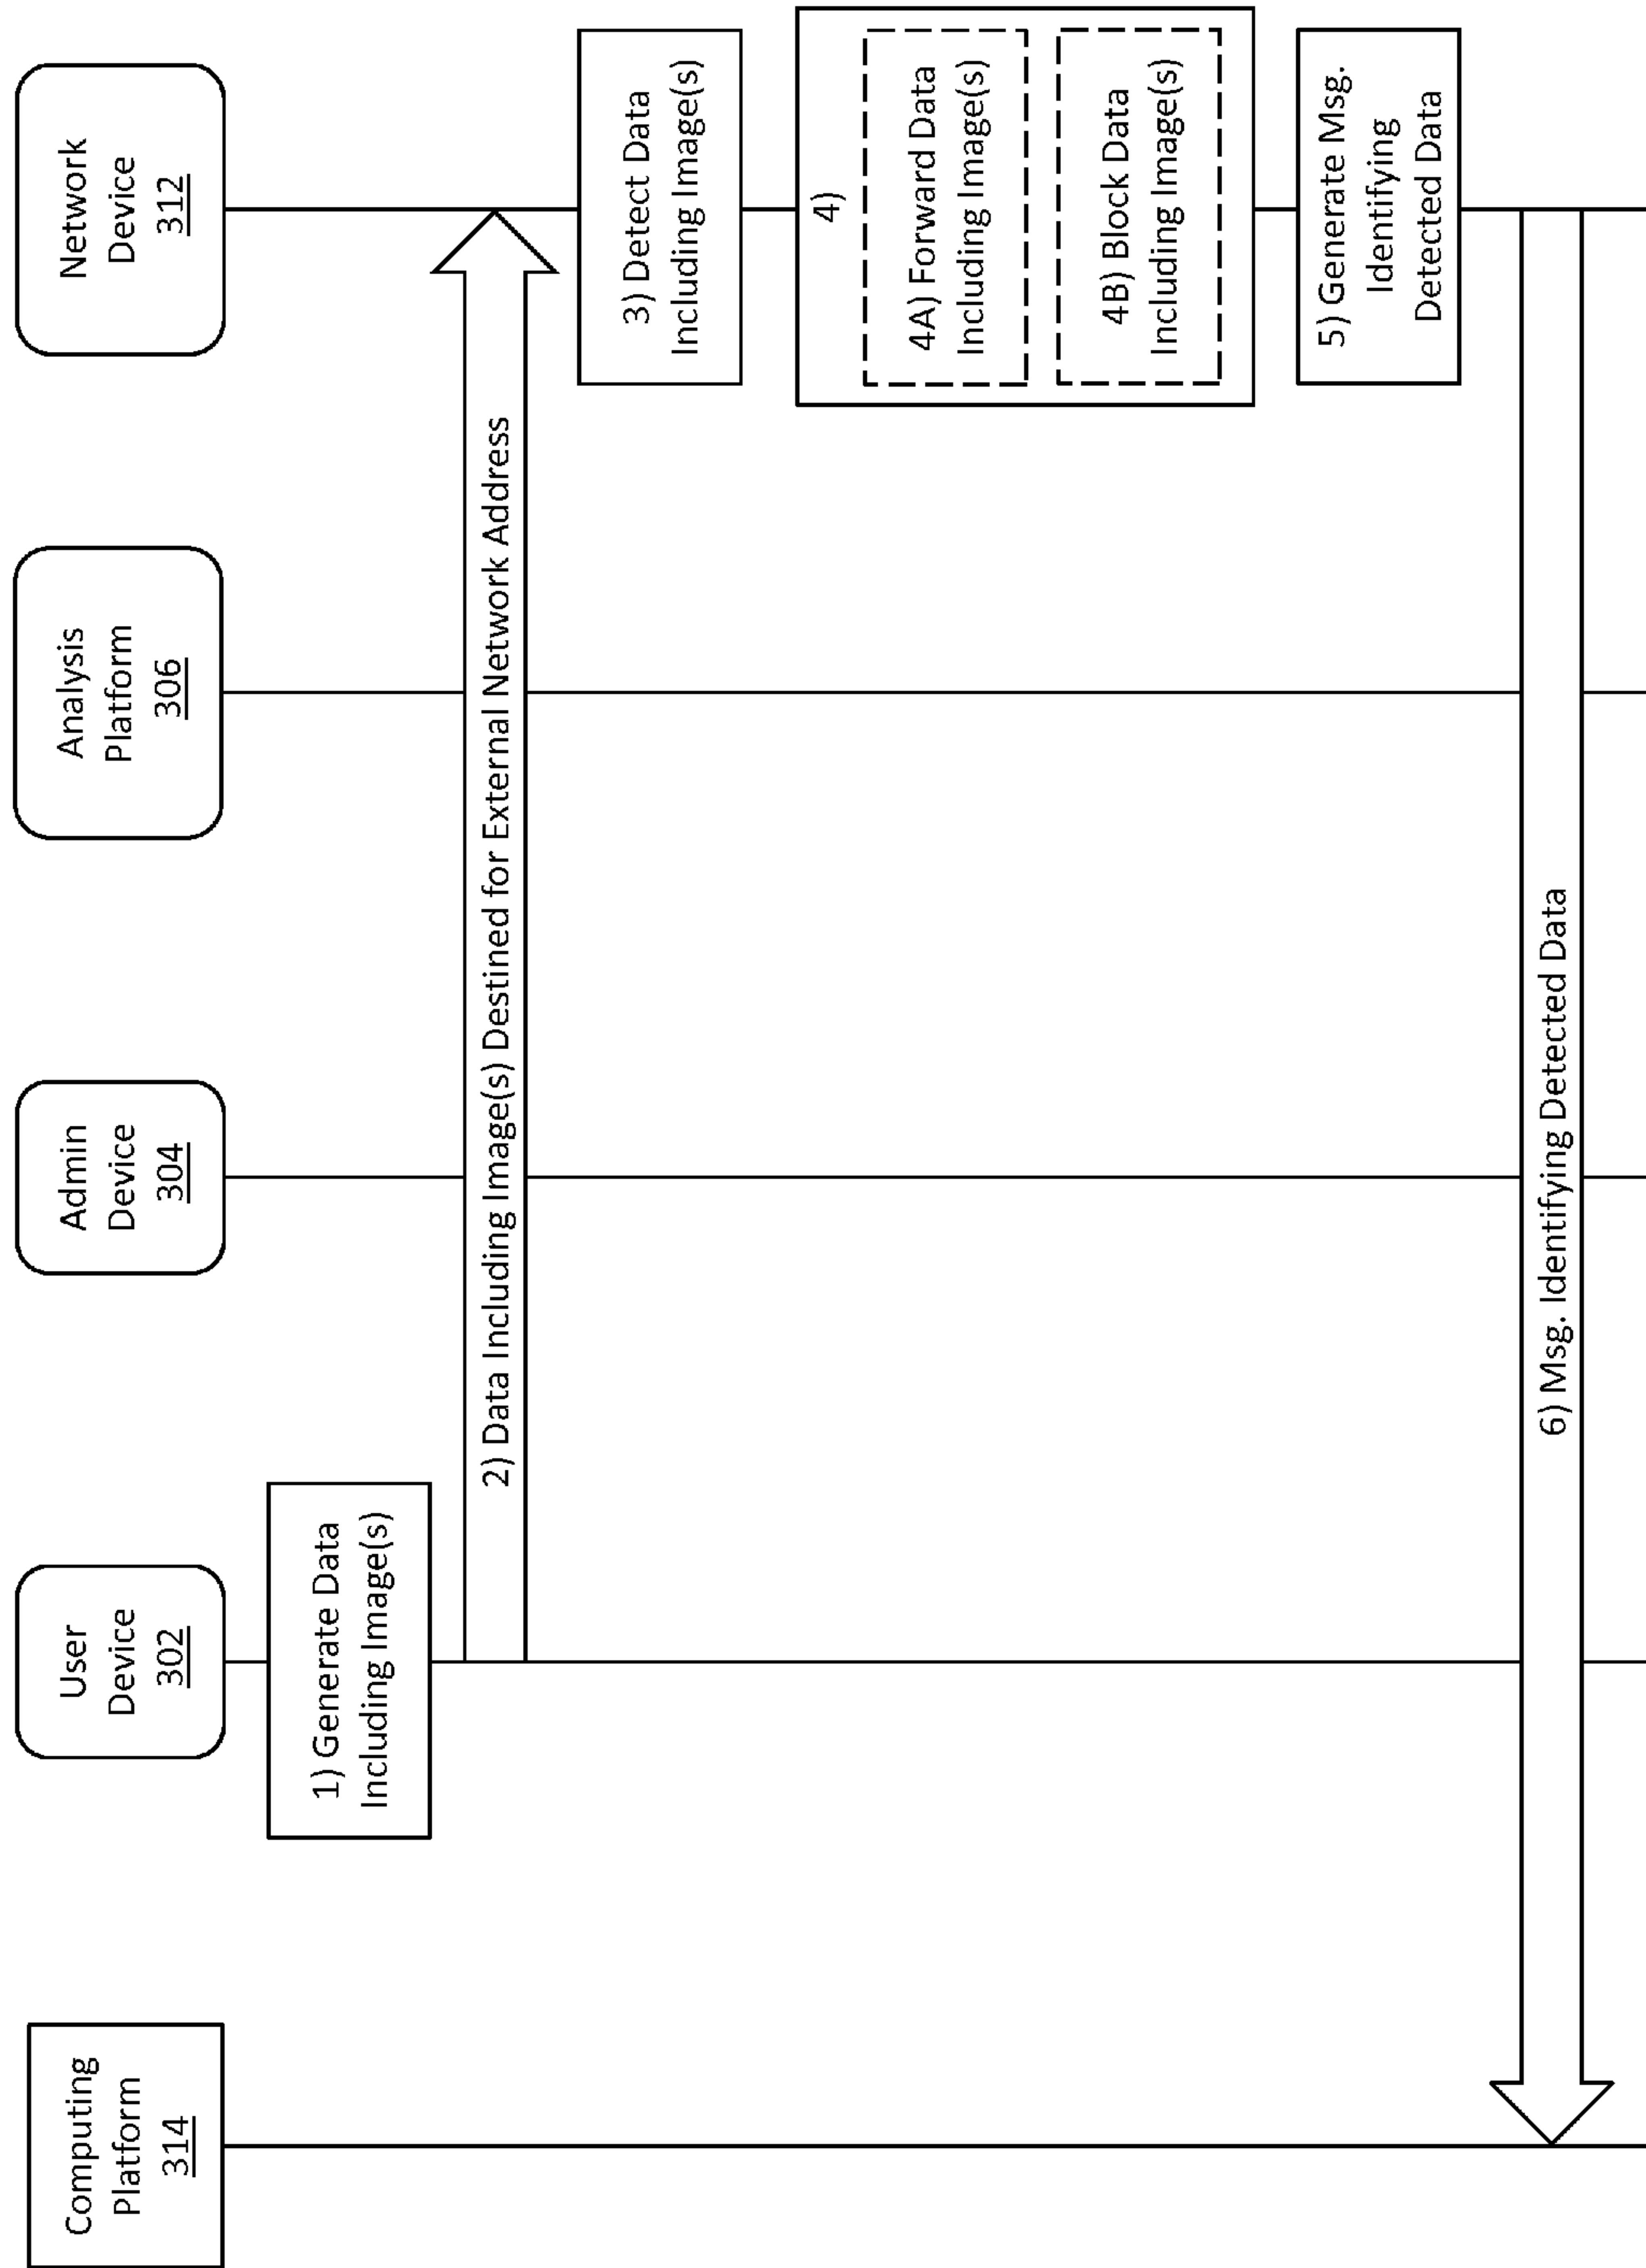 Computing
Platform
314
User
Device
302
Admin
Device
304
Analysis
Platform
306
Network
Device
312
1) Generate Data
Including Image(s)
2) Data Including Image(s) Destined for External Network Address
3) Detect Data
Including Image(s)
4)
4A) Forward Data
Including Image(s)
4B) Block Data
Including Image(s)
5) Generate Msg.
Identifying
Detected Data
6) Msg. Identifying Detected Data